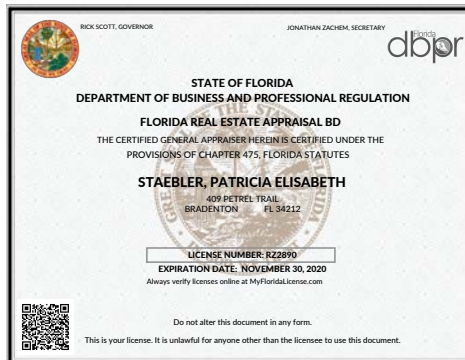 RICK SCOTT, GOVERNOR
JONATHAN ZACHEM, SECRETARY
Florida
dbpr
STATE OF FLORIDA
DEPARTMENT OF BUSINESS AND PROFESSIONAL REGULATION
FLORIDA REAL ESTATE APPRAISAL BD
THE CERTIFIED GENERAL APPRAISER HEREIN IS CERTIFIED UNDER THE
PROVISIONS OF CHAPTER 475, FLORIDA STATUTES
STAEBLER, PATRICIA ELISABETH
409 PETREL TRAIL
BRADENTON FL 34212
LICENSE NUMBER: RZ2890
EXPIRATION DATE: NOVEMBER 30, 2020
Always verify licenses online at MyFloridaLicense.com
Do not alter this document in any form.
This is your license. It is unlawful for anyone other than the licensee to use this document.